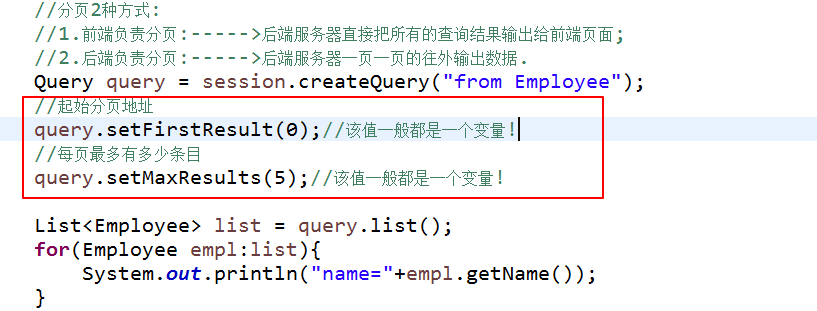 //分页2种方式:
//1.前端负责分页:----->后端服务器直接把所有的查询结果输出给前端页面;
//2.后端负责分页:----->后端服务器一页一页的往外输出数据.
Query query = session.createQuery("from Employee");
//起始分页地址
query.setFirstResult(0);//该值一般都是一个变量!
//每页最多有多少条目
query.setMaxResults(5);//该值一般都是一个变量!
List<Employee> list = query.list();
for(Employee empl:list){
System.out.println("name="+empl.getName());
}